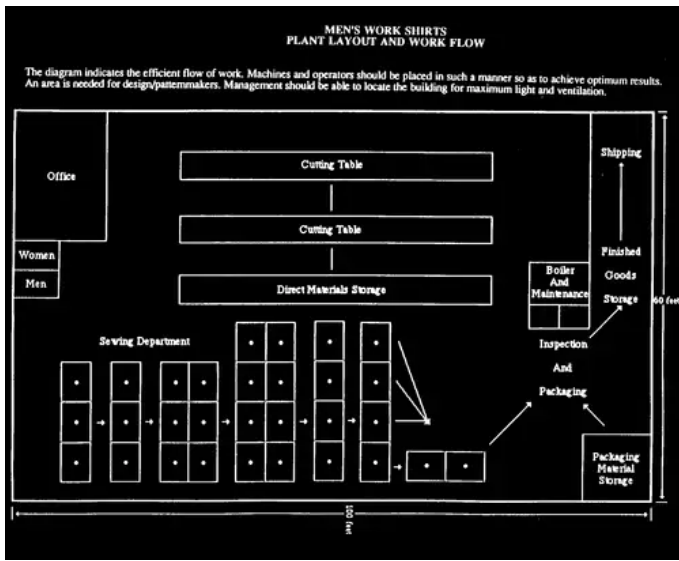 MEN'S WORK SHIRTS
PLANT LAYOUT AND WORK FLOW
The diagram indicates the efficient flow of work. Machines and operators should be placed in such a manner so as to achieve optimum results.
An area is needed for design/patternmakers. Management should be able to locate the building for maximum light and ventilation.
Office
Cutting Table
Shipping
Cutting Table
Women
Men
Direct Materials Storage
Boiler
And
Maintenance
Finished
Goods
Storage
60 feet
Sewing Department
Inspection
And
Packaging
Packaging
Material
Storage
100 feet